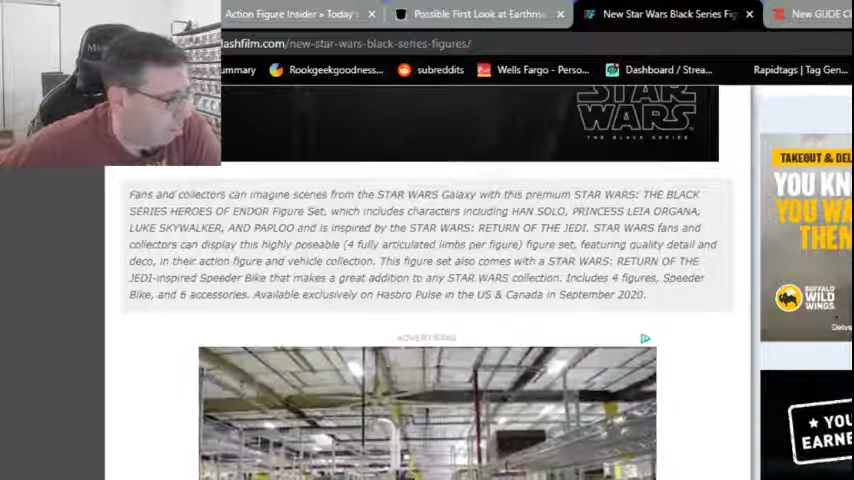 Action Figure Insider » Today's
Possible First Look at Earthris
New Star Wars Black Series Fig
New GIJOE Cl
ashfilm.com/new-star-wars-black-series-figures/
ummary
Rookgeekgoodness...
subreddits
Wells Fargo - Perso...
Dashboard / Strea...
Rapidtags | Tag Gen...
STAR
WARS
THE BLACK SERIES
Fans and collectors can imagine scenes from the STAR WARS Galaxy with this premium STAR WARS: THE BLACK
SERIES HEROES OF ENDOR Figure Set, which includes characters including HAN SOLO, PRINCESS LEIA ORGANA,
LUKE SKYWALKER, AND PAPLOO and is inspired by the STAR WARS: RETURN OF THE JEDI. STAR WARS fans and
collectors can display this highly poseable (4 fully articulated limbs per figure) figure set, featuring quality detail and
deco, in their action figure and vehicle collection. This figure set also comes with a STAR WARS: RETURN OF THE
JEDI-inspired Speeder Bike that makes a great addition to any STAR WARS collection. Includes 4 figures, Speeder
Bike, and 6 accessories. Available exclusively on Hasbro Pulse in the US & Canada in September 2020.
ADVERTISING
TAKEOUT & DEL
YOU KN
YOU WA
THEM
BUFFALO
WILD
WINGS
Delive
★ YOU
EARNE